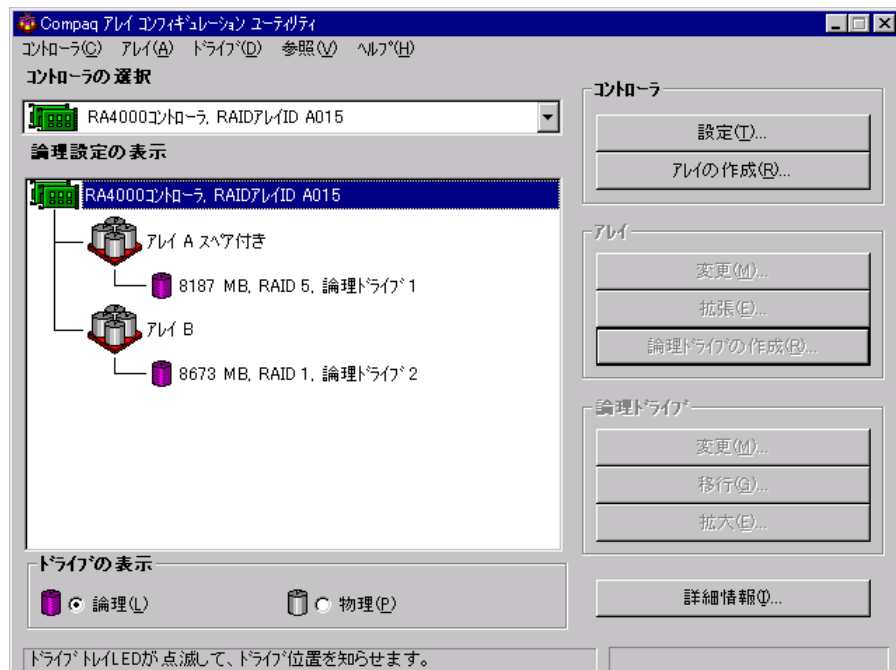 Compaq アレイ コンフィギュレーション ユーティリティ
コントローラ(C) アレイ(A) ドライブ(D) 参照(V) ヘルプ(H)
コントローラの選択
RA4000コントローラ, RAIDアレイID A015
論理設定の表示
RA4000コントローラ, RAIDアレイID A015
アレイ A スペア付き
8187 MB, RAID 5, 論理ドライブ 1
アレイ B
8673 MB, RAID 1, 論理ドライブ 2
ドライブの表示
論理(L)
物理(P)
コントローラ
設定(T)...
アレイの作成(R)...
アレイ
変更(M)...
拡張(E)...
論理ドライブの作成(R)...
論理ドライブ
変更(M)...
移行(G)...
拡大(E)...
詳細情報(I)...
ドライブ トレイLEDが点滅して、ドライブ位置を知らせます。